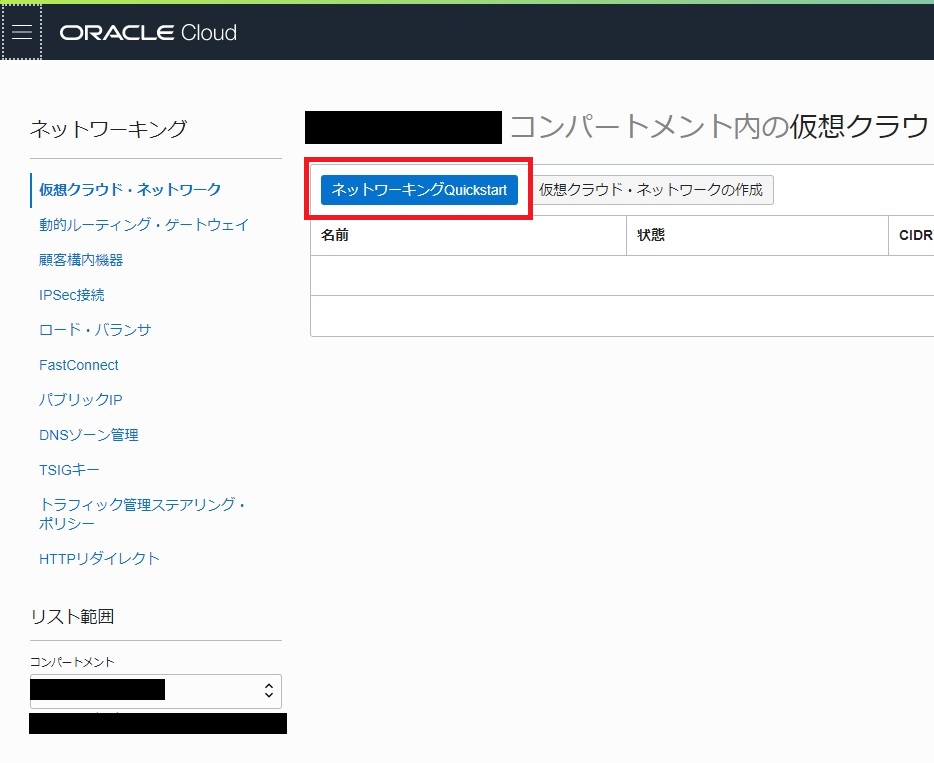 ORACLE Cloud
ネットワーキング
仮想クラウド・ネットワーク
動的ルーティング・ゲートウェイ
顧客構内機器
IPSec接続
ロード・バランサ
FastConnect
パブリックIP
DNSゾーン管理
TSIGキー
トラフィック管理ステアリング・
ポリシー
HTTPリダイレクト
リスト範囲
コンパートメント
コンパートメント内の仮想クラウ
ネットワーキングQuickstart 仮想クラウド・ネットワークの作成
名前 状態 CIDR